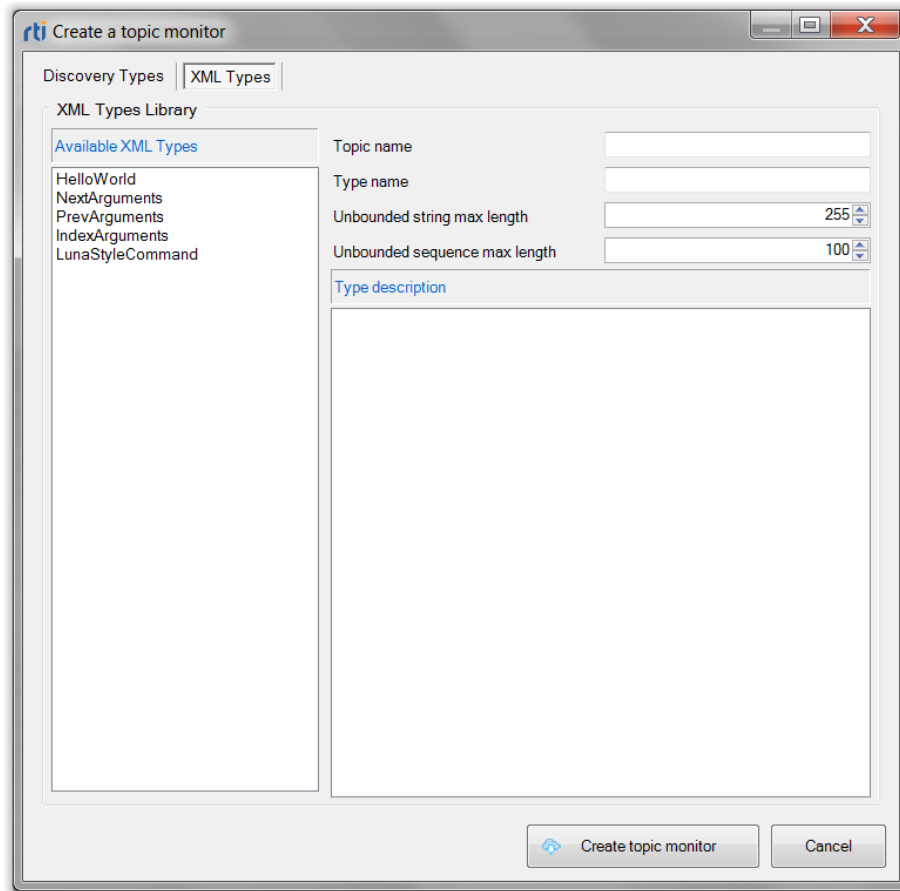 rti Create a topic monitor
Discovery Types XML Types
XML Types Library
Available XML Types
HelloWorld
NextArguments
PrevArguments
IndexArguments
LunaStyleCommand
Topic name
Type name
Unbounded string max length 255
Unbounded sequence max length 100
Type description
Create topic monitor Cancel